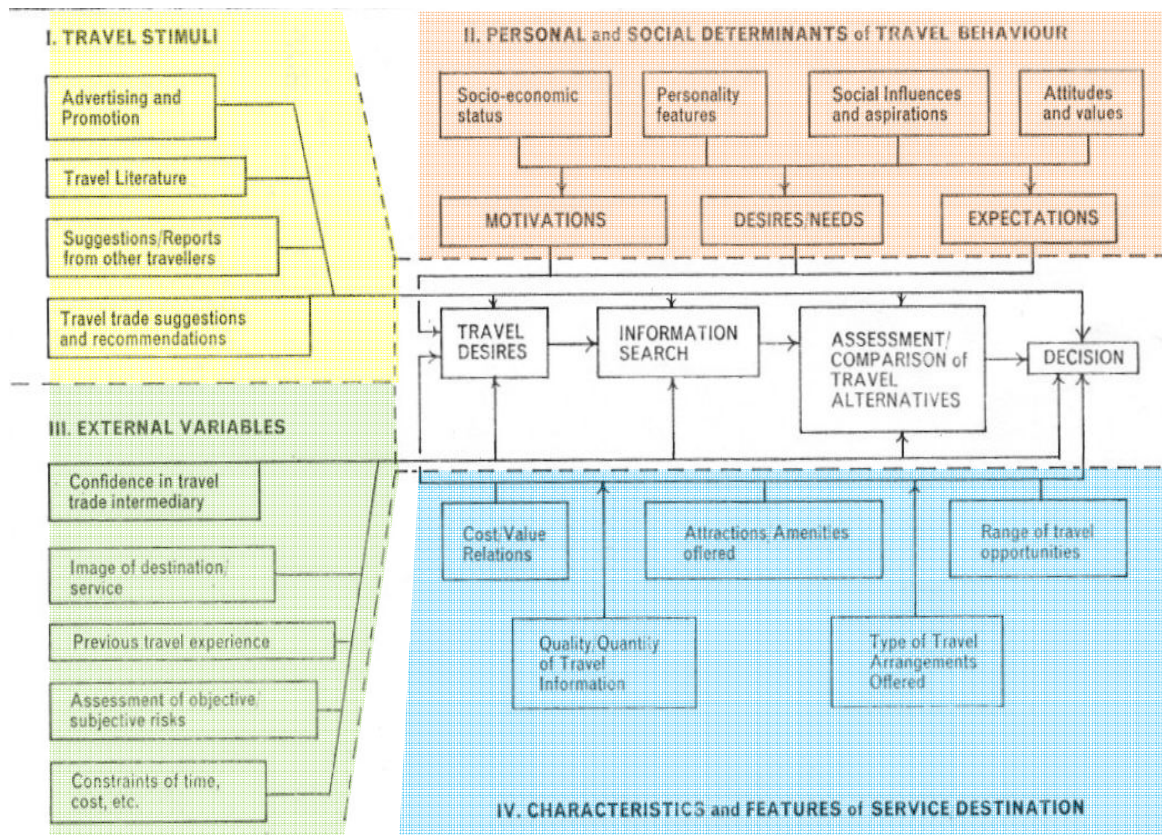 I. TRAVEL STIMULI
Advertising and
Promotion
Travel Literature
Suggestions/Reports
from other travellers
Travel trade suggestions
and recommendations
II. PERSONAL and SOCIAL DETERMINANTS of TRAVEL BEHAVIOUR
Socio-economic
status
Personality
features
Social Influences
and aspirations
Attitudes
and values
MOTIVATIONS
DESIRES/NEEDS
EXPECTATIONS
TRAVEL
DESIRES
INFORMATION
SEARCH
ASSESSMENT/
COMPARISON of
TRAVEL
ALTERNATIVES
DECISION
III. EXTERNAL VARIABLES
Confidence in travel
trade intermediary
Image of destination/
service
Previous travel experience
Assessment of objective/
subjective risks
Constraints of time,
cost, etc.
Cost/Value
Relations
Attractions/Amenities
offered
Range of travel
opportunities
Quality/Quantity
of Travel
Information
Type of Travel
Arrangements
Offered
IV. CHARACTERISTICS and FEATURES of SERVICE DESTINATION